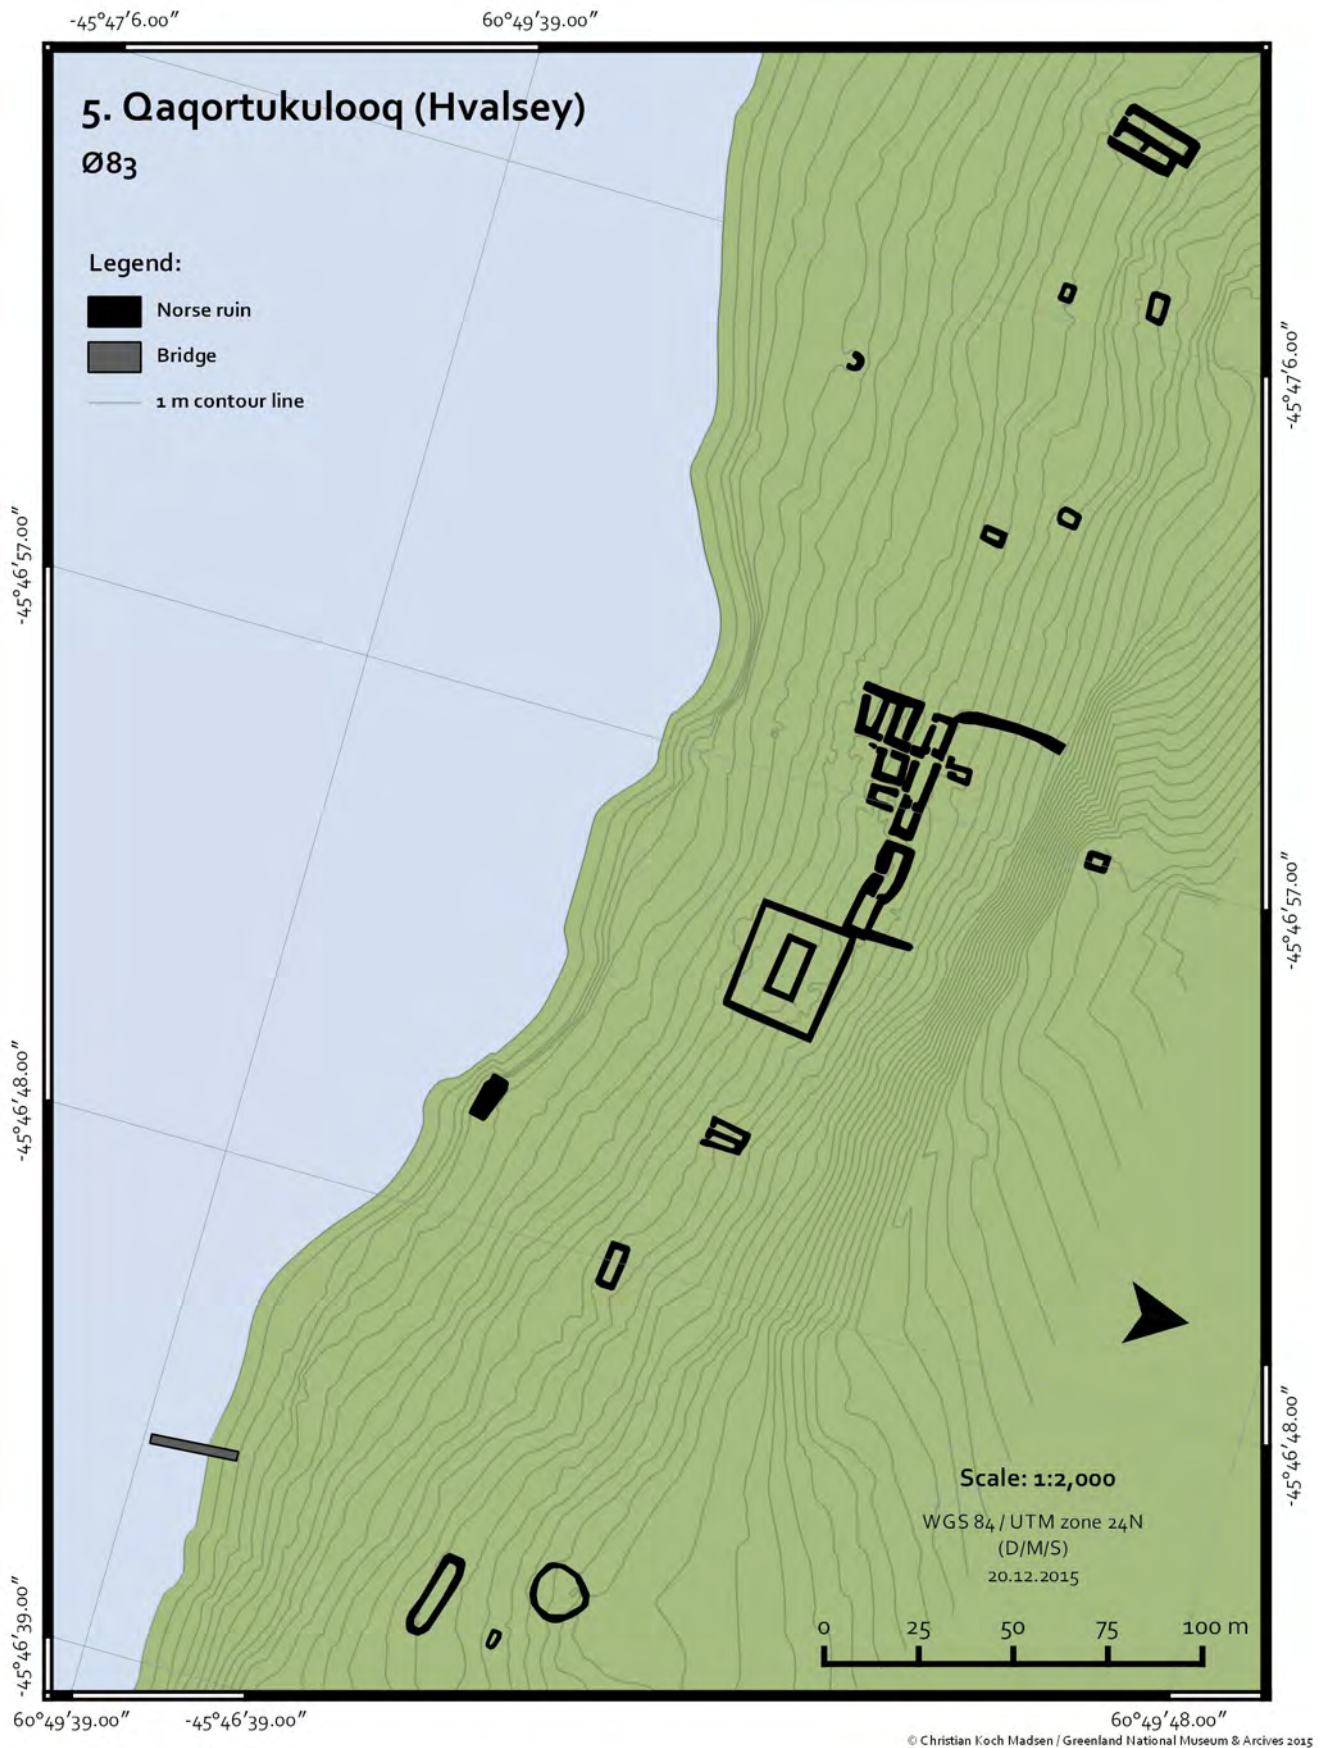 -45°47'6.00"
60°49'39.00"
5. Qaqortukulooq (Hvalsey)
Ø83
Legend:
Norse ruin
Bridge
1 m contour line
-45°47'6.00"
-45°46'57.00"
-45°46'57.00"
-45°46'48.00"
-45°46'48.00"
-45°46'39.00"
Scale: 1:2,000
WGS 84 / UTM zone 24N
(D/M/S)
20.12.2015
0 25 50 75 100 m
60°49'39.00"
-45°46'39.00"
60°49'48.00"
© Christian Koch Madsen / Greenland National Museum & Arcives 2015